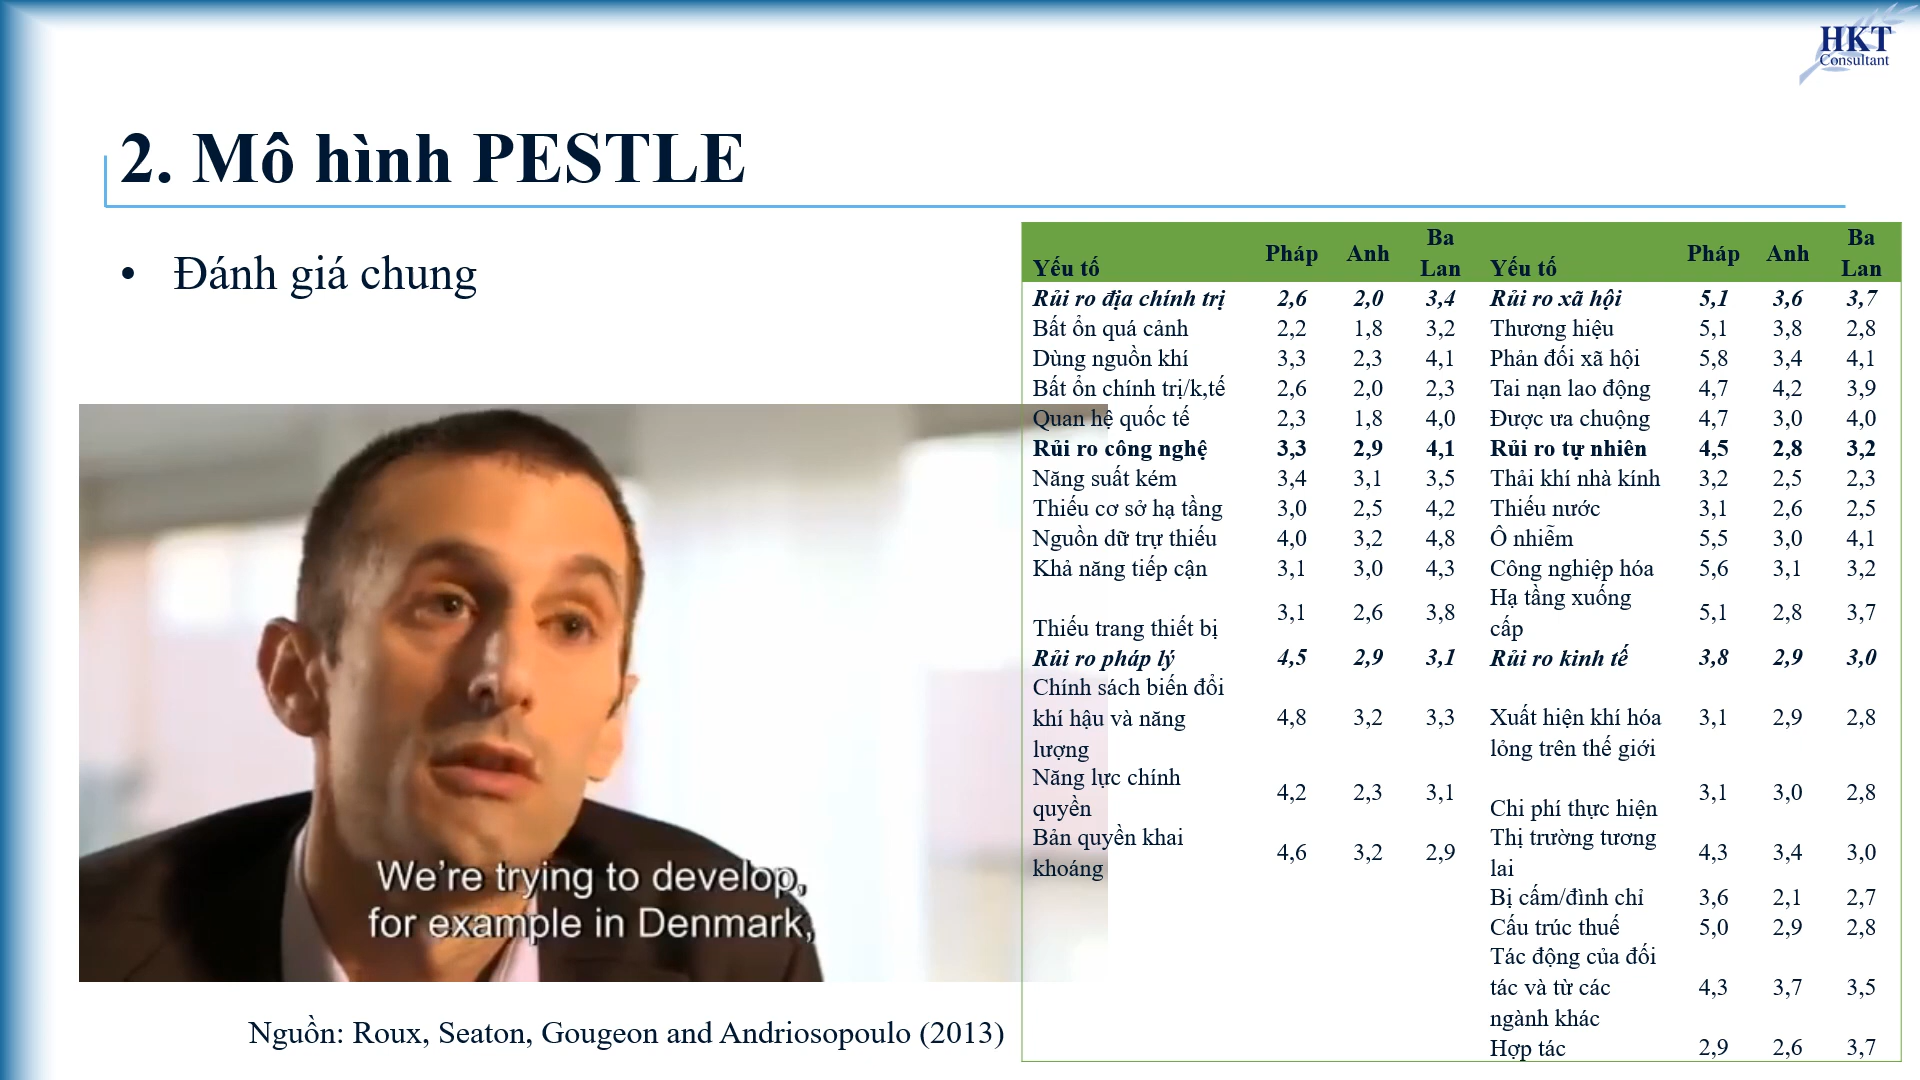 HKT
Consultant
2. Mô hình PESTLE
• Đánh giá chung
We're trying to develop,
for example in Denmark,
Nguồn: Roux, Seaton, Gougeon and Andriosopoulo (2013)
Yếu tố Pháp Anh Ba Lan Yếu tố Pháp Anh Ba Lan
Rủi ro địa chính trị 2,6 2,0 3,4 Rủi ro xã hội 5,1 3,6 3,7
Bất ổn quá cảnh 2,2 1,8 3,2 Thương hiệu 5,1 3,8 2,8
Dùng nguồn khí 3,3 2,3 4,1 Phản đối xã hội 5,8 3,4 4,1
Bất ổn chính trị/k,tế 2,6 2,0 2,3 Tai nạn lao động 4,7 4,2 3,9
Quan hệ quốc tế 2,3 1,8 4,0 Được ưa chuộng 4,7 3,0 4,0
Rủi ro công nghệ 3,3 2,9 4,1 Rủi ro tự nhiên 4,5 2,8 3,2
Năng suất kém 3,4 3,1 3,5 Thải khí nhà kính 3,2 2,5 2,3
Thiếu cơ sở hạ tầng 3,0 2,5 4,2 Thiếu nước 3,1 2,6 2,5
Nguồn dữ trự thiếu 4,0 3,2 4,8 Ô nhiễm 5,5 3,0 4,1
Khả năng tiếp cận 3,1 3,0 4,3 Công nghiệp hóa 5,6 3,1 3,2
Thiếu trang thiết bị 3,1 2,6 3,8 Hạ tầng xuống cấp 5,1 2,8 3,7
Rủi ro pháp lý 4,5 2,9 3,1 Rủi ro kinh tế 3,8 2,9 3,0
Chính sách biến đổi khí hậu và năng lượng 4,8 3,2 3,3 Xuất hiện khí hóa lỏng trên thế giới 3,1 2,9 2,8
Năng lực chính quyền 4,2 2,3 3,1 Chi phí thực hiện 3,1 3,0 2,8
Bản quyền khai khoáng 4,6 3,2 2,9 Thị trường tương lai 4,3 3,4 3,0
Bị cấm/đình chỉ 3,6 2,1 2,7
Cấu trúc thuế 5,0 2,9 2,8
Tác động của đối tác và từ các ngành khác 4,3 3,7 3,5
Hợp tác 2,9 2,6 3,7